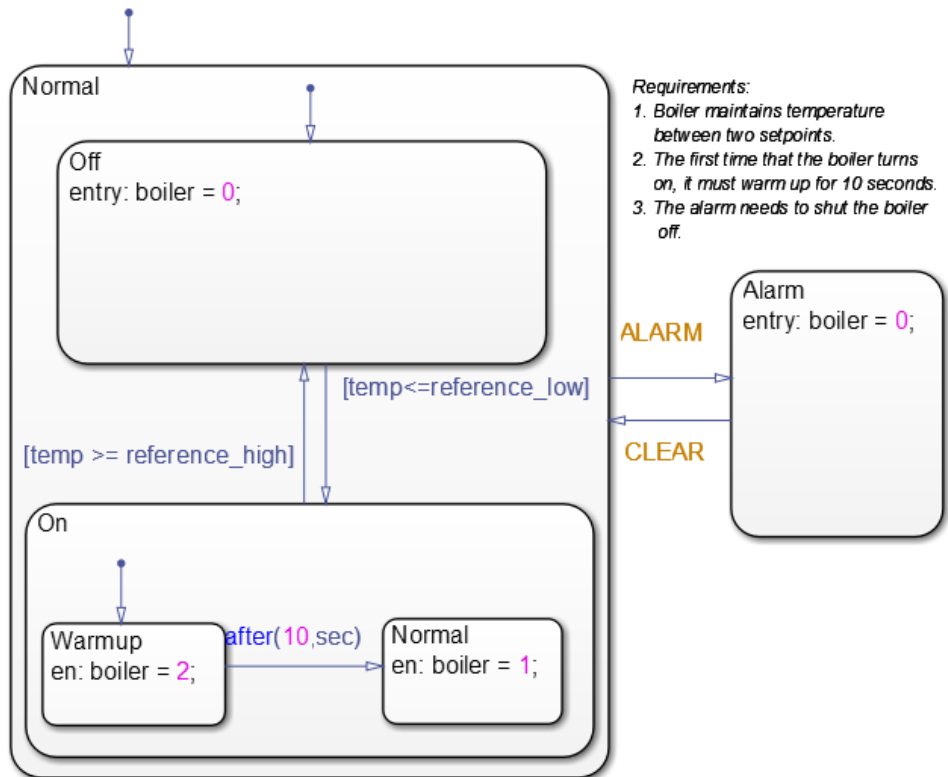 Normal
Requirements:
1. Boiler maintains temperature
between two setpoints.
2. The first time that the boiler turns
on, it must warm up for 10 seconds.
3. The alarm needs to shut the boiler
off.
Off
entry: boiler = 0;
Alarm
entry: boiler = 0;
ALARM
[temp<=reference_low]
CLEAR
[temp >= reference_high]
On
Warmup
en: boiler = 2;
after(10,sec)
Normal
en: boiler = 1;